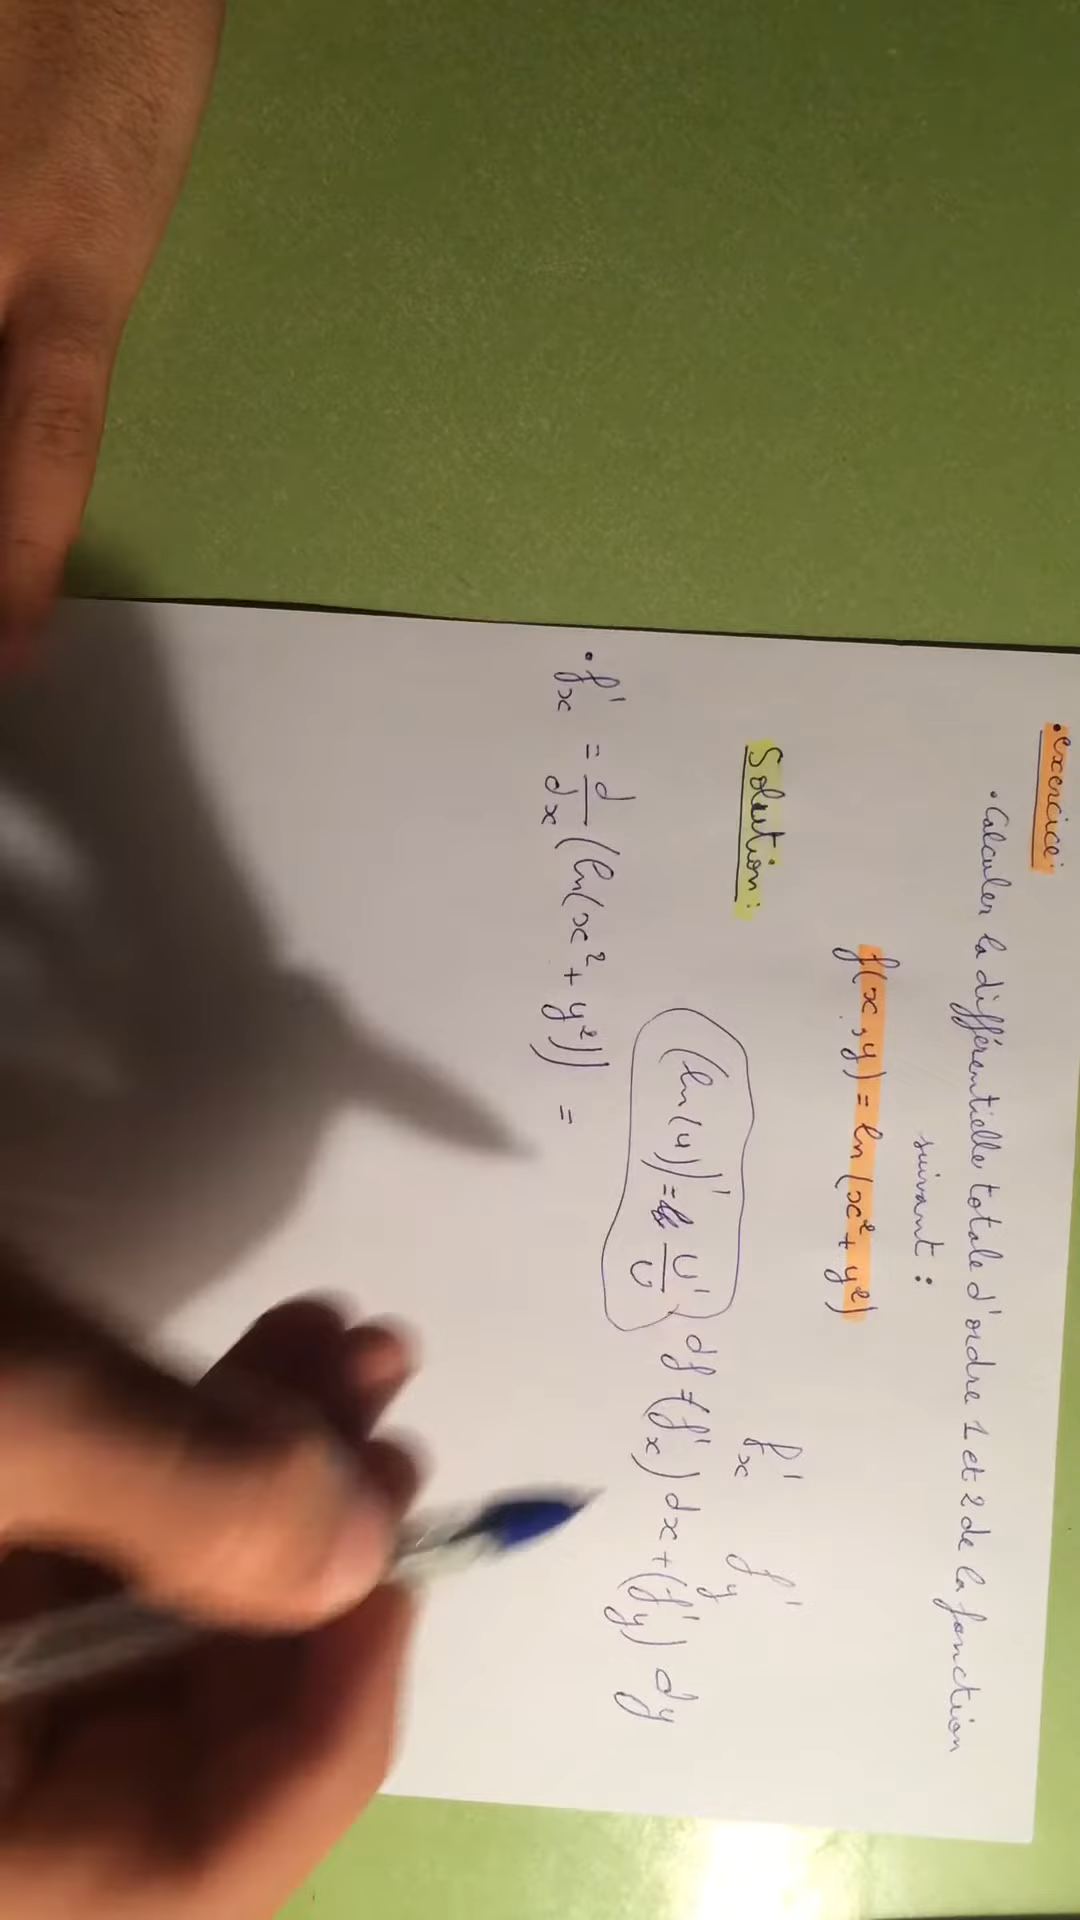 • exercice:
• Calculer la différentielle totale d'ordre 1 et 2 de la fonction
suivant :
f(x,y) = ln(x²+y²)
Solution:
f'x f'y
(ln(u))' = U'/U df = (f'x) dx + (f'y) dy
• f'x = d/dx (ln(x²+y²)) =